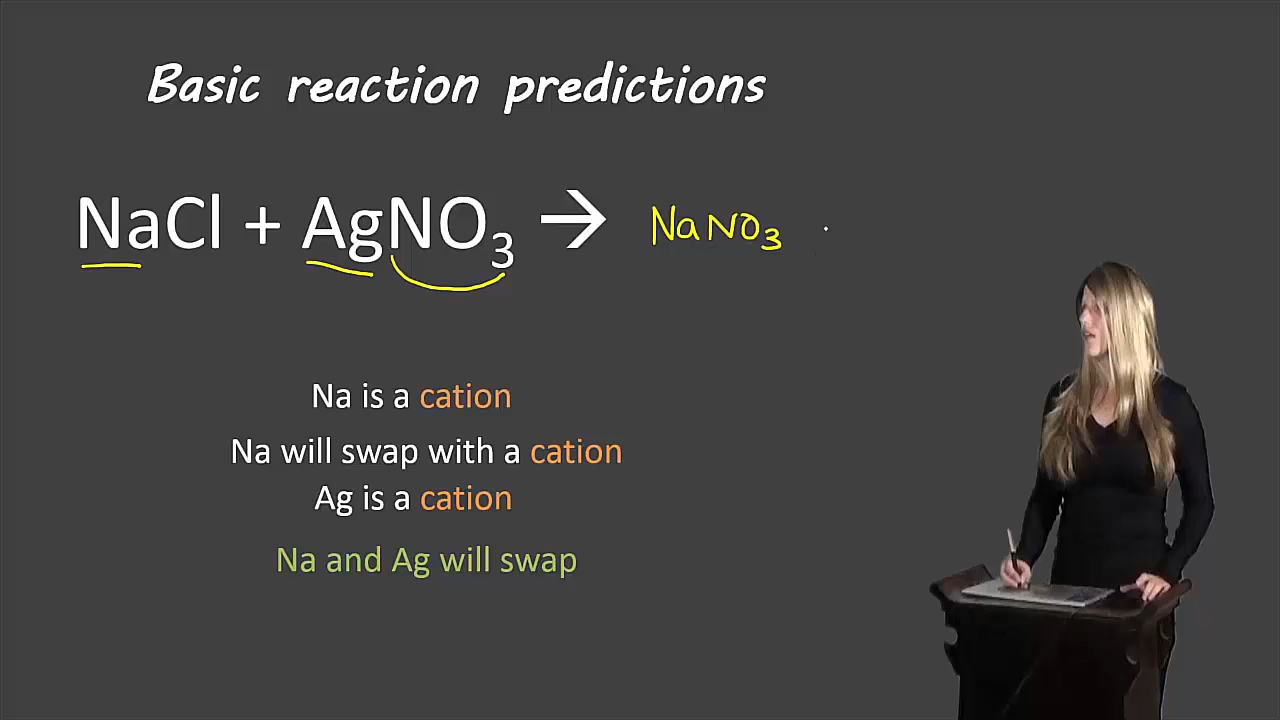 Basic reaction predictions
NaCl + AgNO₃ → NaNO₃
Na is a cation
Na will swap with a cation
Ag is a cation
Na and Ag will swap